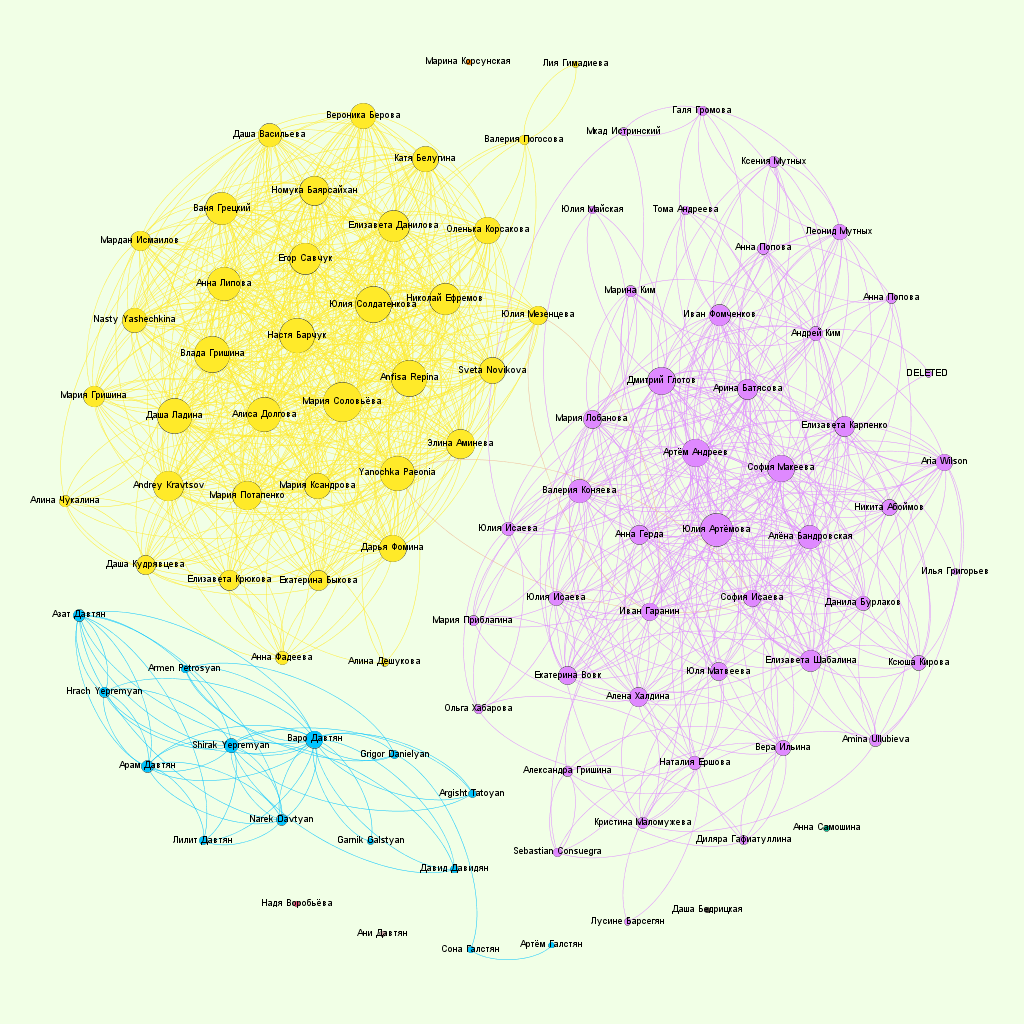 Марина Корсунская
Лия Гимадиева
Галя Громова
Вероника Берова
Мкад Истринский
Даша Васильева
Валерия Погосова
Катя Белугина
Ксения Мутных
Номука Баярсайхан
Ваня Грецкий
Юлия Майская
Тома Андреева
Елизавета Данилова
Оленька Корсакова
Леонид Мутных
Мардан Исмаилов
Анна Попова
Егор Савчук
Анна Липова
Марина Ким
Николай Ефремов
Анна Попова
Юлия Солдатенкова
Юлия Мезенцева
Иван Фомченков
Nasty Yashechkina
Настя Барчук
Андрей Ким
Влада Гришина
Sveta Novikova
DELETED
Anfisa Repina
Дмитрий Глотов
Арина Батясова
Мария Гришина
Мария Соловьёва
Даша Ладина
Алиса Долгова
Мария Лобанова
Елизавета Карпенко
Элина Аминева
Артём Андреев
Aria Wilson
София Макеева
Yanochka Paeonia
Andrey Kravtsov
Мария Ксандрова
Мария Потапенко
Валерия Коняева
Алина Чукалина
Никита Абоимов
Юлия Исаева
Юлия Артёмова
Анна Герда
Алёна Бандровская
Дарья Фомина
Даша Кудрявцева
Илья Григорьев
Елизавета Крюкова
Екатерина Быкова
Юлия Исаева
София Исаева
Данила Бурлаков
Азат Давтян
Иван Гаранин
Мария Приблагина
Анна Фадеева
Алина Дешукова
Елизавета Шабалина
Ксюша Кирова
Armen Petrosyan
Екатерина Вовк
Юля Матвеева
Hrach Yepremyan
Алена Халдина
Ольга Хабарова
Варо Давтян
Shirak Yepremyan
Amina Ullubieva
Вера Ильина
Grigor Danielyan
Арам Давтян
Наталия Ершова
Александра Гришина
Argisht Tatoyan
Narek Davtyan
Кристина Маломужева
Анна Самошина
Лилит Давтян
Garnik Galstyan
Диляра Гафиатуллина
Sebastian Consuegra
Давид Давидян
Надя Воробьёва
Даша Бедрицкая
Лусине Барсегян
Ани Давтян
Артём Галстян
Сона Галстян